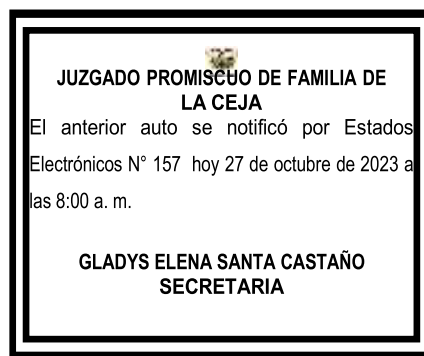 JUZGADO PROMISCUO DE FAMILIA DE
LA CEJA
El anterior auto se notificó por Estados
Electrónicos N° 157 hoy 27 de octubre de 2023 a
las 8:00 a. m.
GLADYS ELENA SANTA CASTAÑO
SECRETARIA